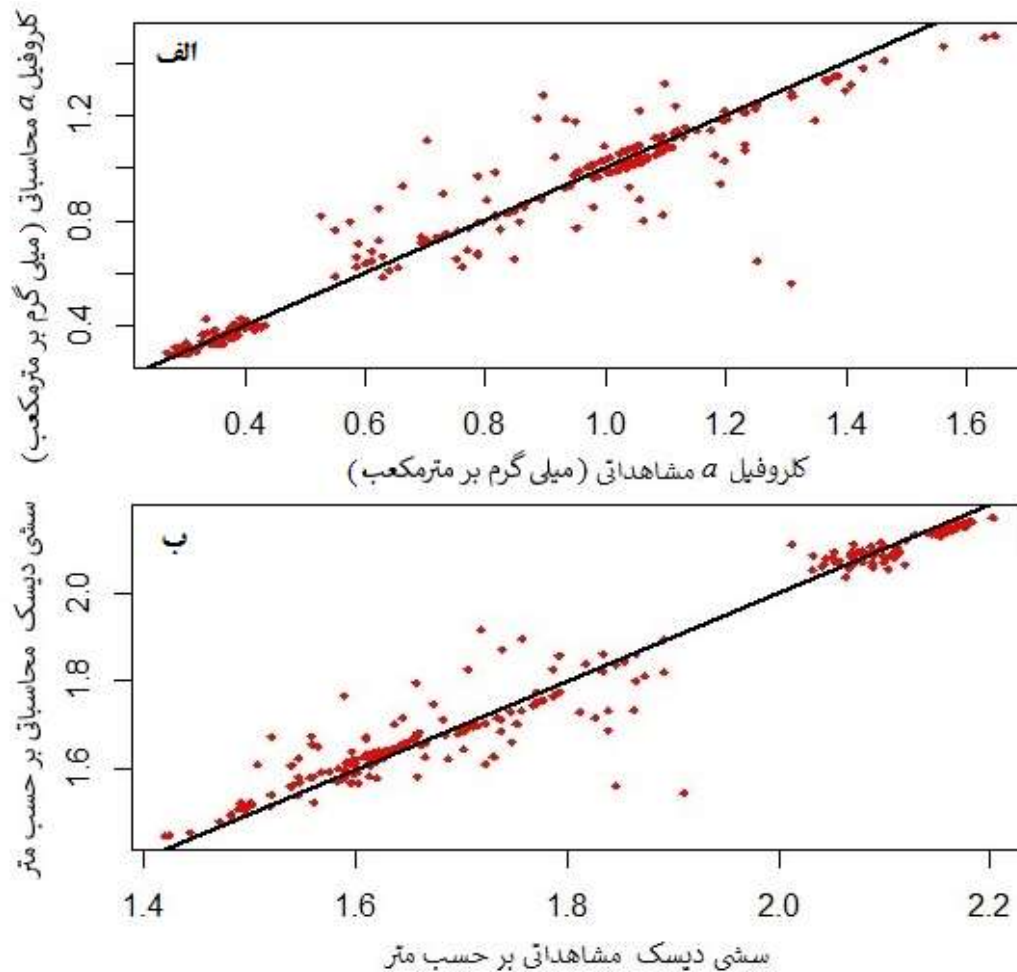 الف
کلروفیل a محاسباتی (میلی گرم بر مترمکعب)
1.2
0.8
0.4
0.4 0.6 0.8 1.0 1.2 1.4 1.6
کلروفیل a مشاهداتی (میلی گرم بر مترمکعب)
ب
سشی دیسک محاسباتی بر حسب متر
2.0
1.8
1.6
1.4 1.6 1.8 2.0 2.2
سشی دیسک مشاهداتی بر حسب متر